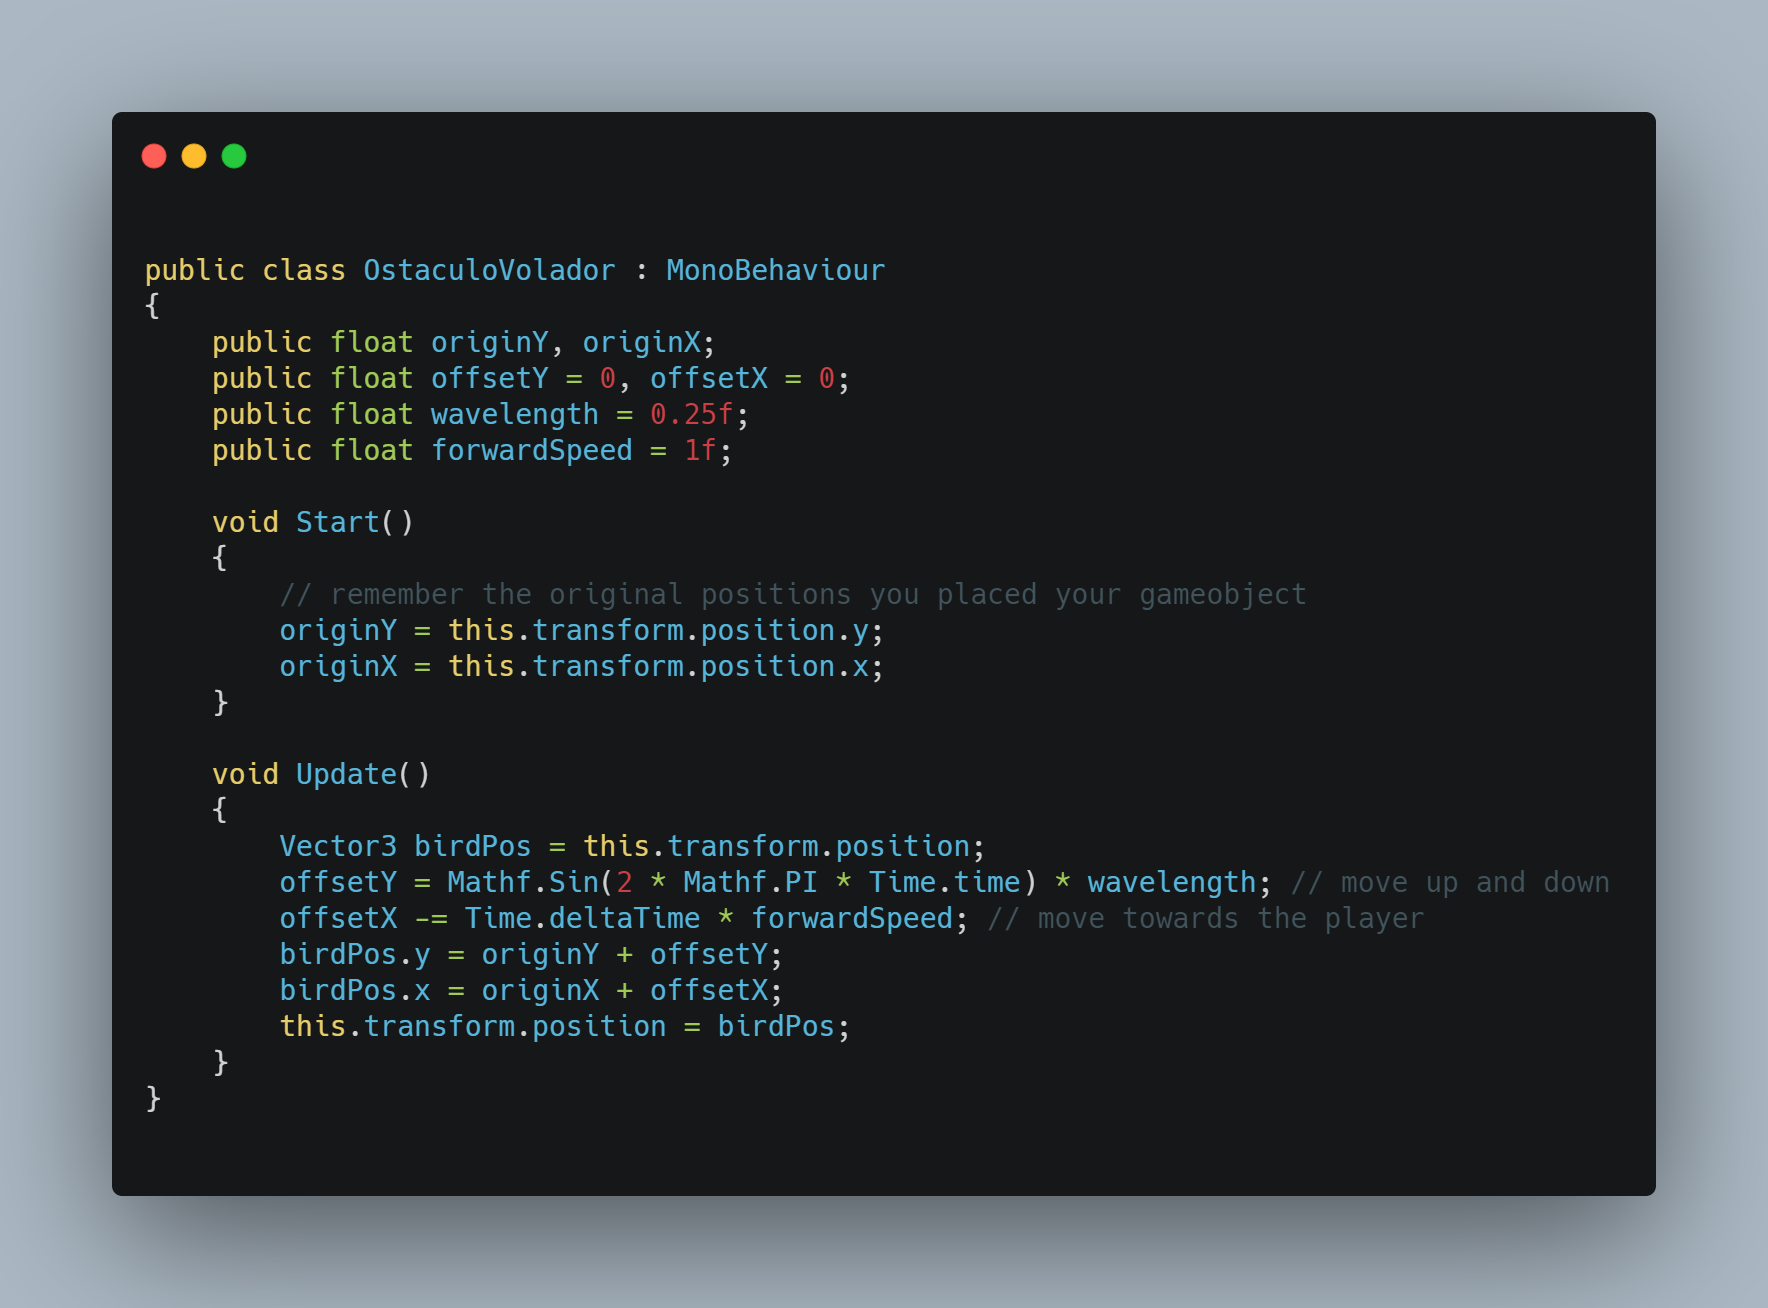 public class OstaculoVolador : MonoBehaviour
{
    public float originY, originX;
    public float offsetY = 0, offsetX = 0;
    public float wavelength = 0.25f;
    public float forwardSpeed = 1f;

    void Start()
    {
        // remember the original positions you placed your gameobject
        originY = this.transform.position.y;
        originX = this.transform.position.x;
    }

    void Update()
    {
        Vector3 birdPos = this.transform.position;
        offsetY = Mathf.Sin(2 * Mathf.PI * Time.time) * wavelength; // move up and down
        offsetX -= Time.deltaTime * forwardSpeed; // move towards the player
        birdPos.y = originY + offsetY;
        birdPos.x = originX + offsetX;
        this.transform.position = birdPos;
    }
}